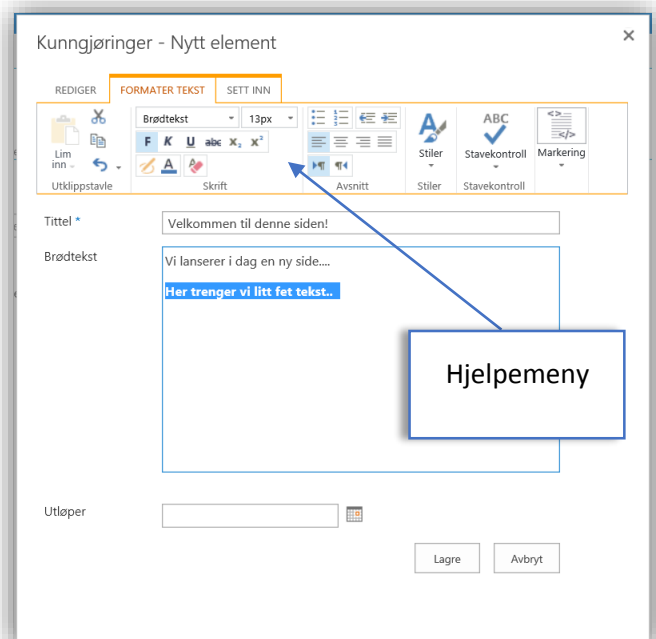 Kunngjøringer - Nytt element
REDIGER FORMATER TEKST SETT INN
Brødtekst 13px
F K U abc X₂ X²
A
Lim inn
A
Stiler
ABC
Stavekontroll
Markering
Utklippstavle Skrift Avsnitt Stiler Stavekontroll
Tittel * Velkommen til denne siden!
Brødtekst Vi lanserer i dag en ny side....
Her trenger vi litt fet tekst..
Hjelpemeny
Utløper
Lagre Avbryt